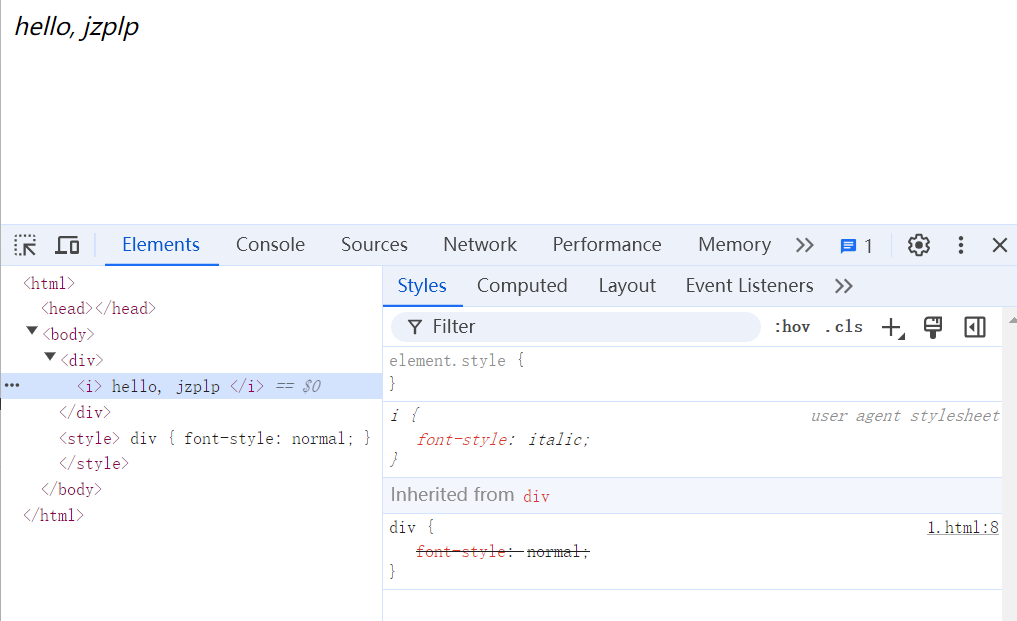 hello, jzplp
Elements Console Sources Network Performance Memory 1
<html>
<head></head>
<body>
<div>
<i> hello, jzplp </i> == $0
</div>
<style> div { font-style: normal; }
</style>
</body>
</html>
Styles Computed Layout Event Listeners
Filter :hov .cls
element.style {
}
i { user agent stylesheet
font-style: italic;
}
Inherited from div
div { 1.html:8
font-style: normal;
}